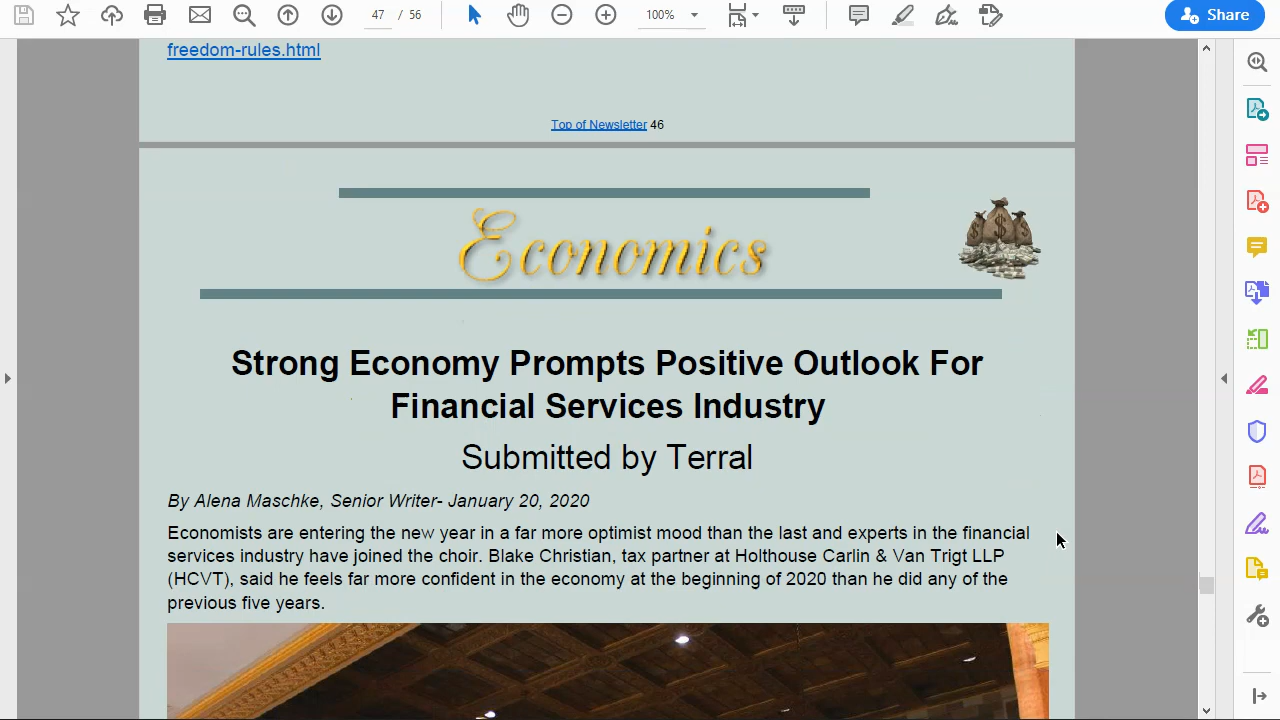 47 / 56
100%
Share
freedom-rules.html
Top of Newsletter 46
Economics
Strong Economy Prompts Positive Outlook For
Financial Services Industry
Submitted by Terral
By Alena Maschke, Senior Writer- January 20, 2020
Economists are entering the new year in a far more optimist mood than the last and experts in the financial
services industry have joined the choir. Blake Christian, tax partner at Holthouse Carlin & Van Trigt LLP
(HCVT), said he feels far more confident in the economy at the beginning of 2020 than he did any of the
previous five years.